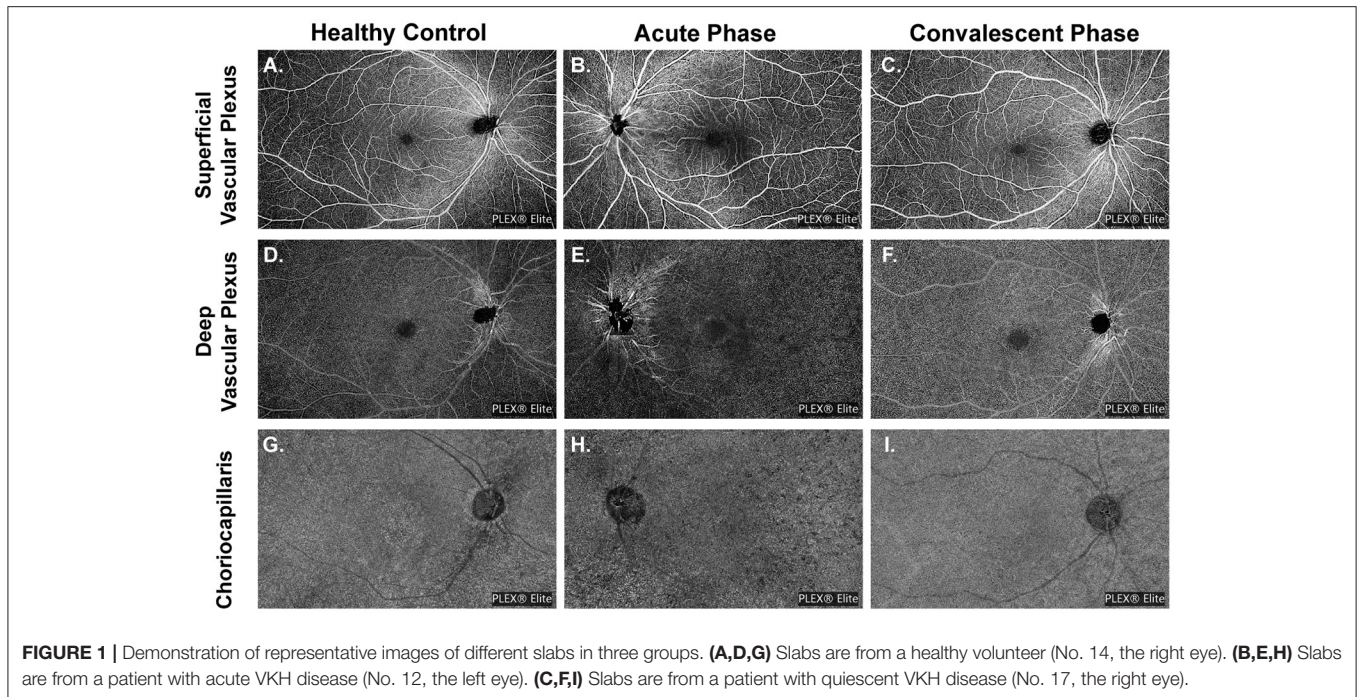 Healthy Control
Acute Phase
Convalescent Phase
Superficial
Vascular Plexus
A.
PLEX® Elite
B.
PLEX® Elite
C.
PLEX® Elite
Deep
Vascular Plexus
D.
PLEX® Elite
E.
PLEX® Elite
F.
PLEX® Elite
Choriocapillaris
G.
PLEX® Elite
H.
PLEX® Elite
I.
PLEX® Elite
FIGURE 1 | Demonstration of representative images of different slabs in three groups. (A,D,G) Slabs are from a healthy volunteer (No. 14, the right eye). (B,E,H) Slabs
are from a patient with acute VKH disease (No. 12, the left eye). (C,F,I) Slabs are from a patient with quiescent VKH disease (No. 17, the right eye).